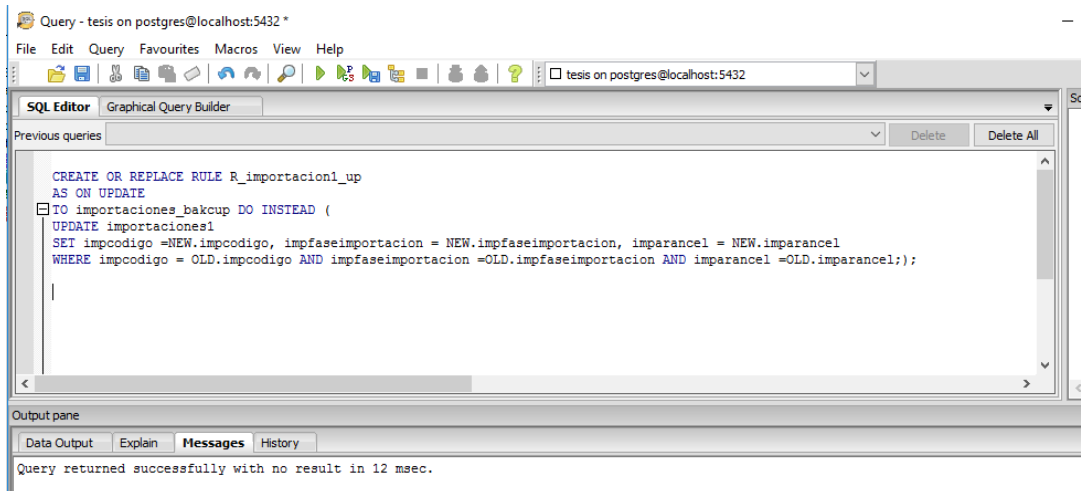 Query - tesis on postgres@localhost:5432 *
File Edit Query Favourites Macros View Help
tesis on postgres@localhost:5432
SQL Editor Graphical Query Builder
Previous queries Delete Delete All
CREATE OR REPLACE RULE R_importacion1_up
AS ON UPDATE
TO importaciones_bakcup DO INSTEAD (
UPDATE importaciones1
SET impcodigo =NEW.impcodigo, impfaseimportacion = NEW.impfaseimportacion, imparancel = NEW.imparancel
WHERE impcodigo = OLD.impcodigo AND impfaseimportacion =OLD.impfaseimportacion AND imparancel =OLD.imparancel;);
Output pane
Data Output Explain Messages History
Query returned successfully with no result in 12 msec.